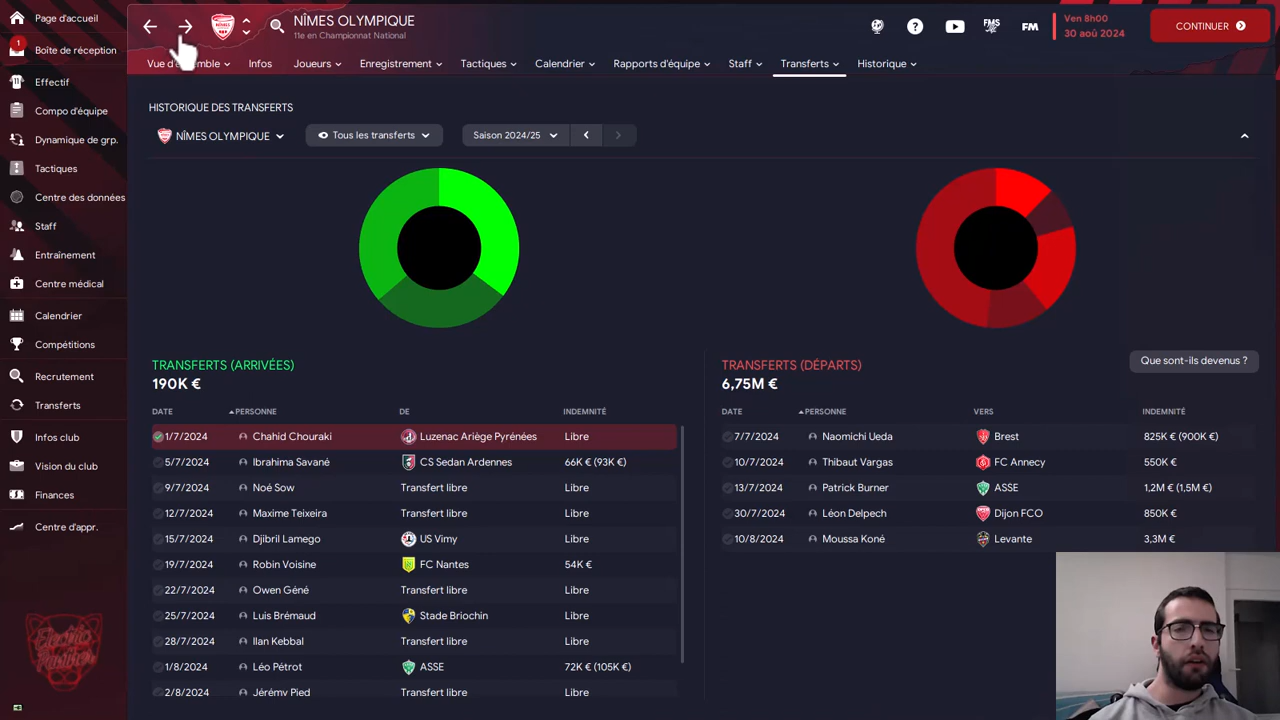 NÎMES OLYMPIQUE
11e en Championnat National
FMS
FM
Ven 8h00
30 aoû 2024
CONTINUER
Vue d'ensemble
Infos
Joueurs
Enregistrement
Tactiques
Calendrier
Rapports d'équipe
Staff
Transferts
Historique
Page d'accueil
1
Boîte de réception
Effectif
Compo d'équipe
Dynamique de grp.
Tactiques
Centre des données
Staff
Entraînement
Centre médical
Calendrier
Compétitions
Recrutement
Transferts
Infos club
Vision du club
Finances
Centre d'appr.
Electric Panther
HISTORIQUE DES TRANSFERTS
NÎMES OLYMPIQUE
Tous les transferts
Saison 2024/25
TRANSFERTS (ARRIVÉES)
190K €
DATE PERSONNE DE INDEMNITÉ
1/7/2024 Chahid Chouraki Luzenac Ariège Pyrénées Libre
5/7/2024 Ibrahima Savané CS Sedan Ardennes 66K € (93K €)
9/7/2024 Noé Sow Transfert libre Libre
12/7/2024 Maxime Teixeira Transfert libre Libre
15/7/2024 Djibril Lamego US Vimy Libre
19/7/2024 Robin Voisine FC Nantes 54K €
22/7/2024 Owen Géné Transfert libre Libre
25/7/2024 Luis Brémaud Stade Briochin Libre
28/7/2024 Ilan Kebbal Transfert libre Libre
1/8/2024 Léo Pétrot ASSE 72K € (105K €)
2/8/2024 Jérémy Pied Transfert libre Libre
TRANSFERTS (DÉPARTS)
6,75M €
Que sont-ils devenus ?
DATE PERSONNE VERS INDEMNITÉ
7/7/2024 Naomichi Ueda Brest 825K € (900K €)
10/7/2024 Thibaut Vargas FC Annecy 550K €
13/7/2024 Patrick Burner ASSE 1,2M € (1,5M €)
30/7/2024 Léon Delpech Dijon FCO 850K €
10/8/2024 Moussa Koné Levante 3,3M €